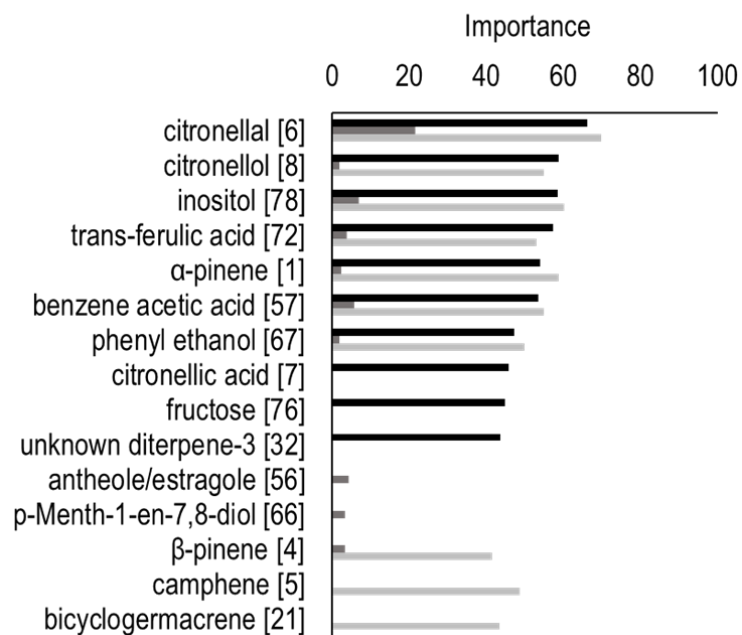 Importance
0 20 40 60 80 100
citronellal [6]
citronellol [8]
inositol [78]
trans-ferulic acid [72]
α-pinene [1]
benzene acetic acid [57]
phenyl ethanol [67]
citronellic acid [7]
fructose [76]
unknown diterpene-3 [32]
antheole/estragole [56]
p-Menth-1-en-7,8-diol [66]
β-pinene [4]
camphene [5]
bicyclogermacrene [21]